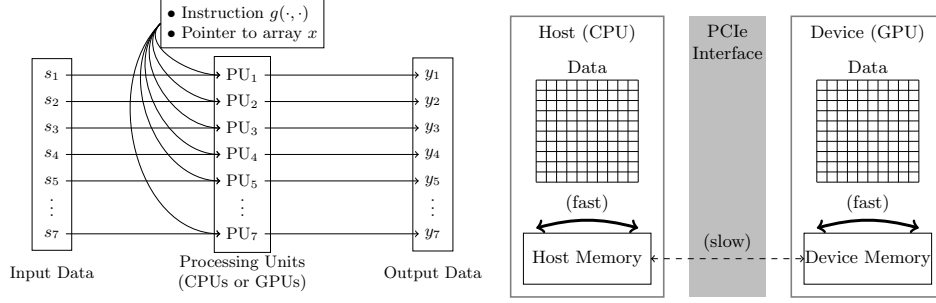 • Instruction g(·,·)
• Pointer to array x
s1 PU1 y1
s2 PU2 y2
s3 PU3 y3
s4 PU4 y4
s5 PU5 y5
⋮ ⋮ ⋮
s7 PU7 y7
Input Data
Processing Units
(CPUs or GPUs)
Output Data
Host (CPU)
Data
(fast)
Host Memory
PCIe
Interface
(slow)
Device (GPU)
Data
(fast)
Device Memory